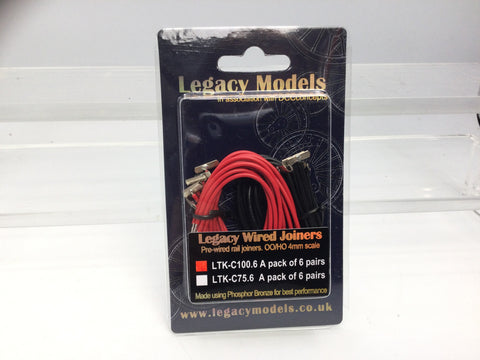 Legacy Models
in association with DCCconcepts
Legacy Wired Joiners
Pre-wired rail joiners. OO/HO 4mm scale
LTK-C100.6 A pack of 6 pairs
LTK-C75.6 A pack of 6 pairs
Made using Phosphor Bronze for best performance
www.legacymodels.co.uk